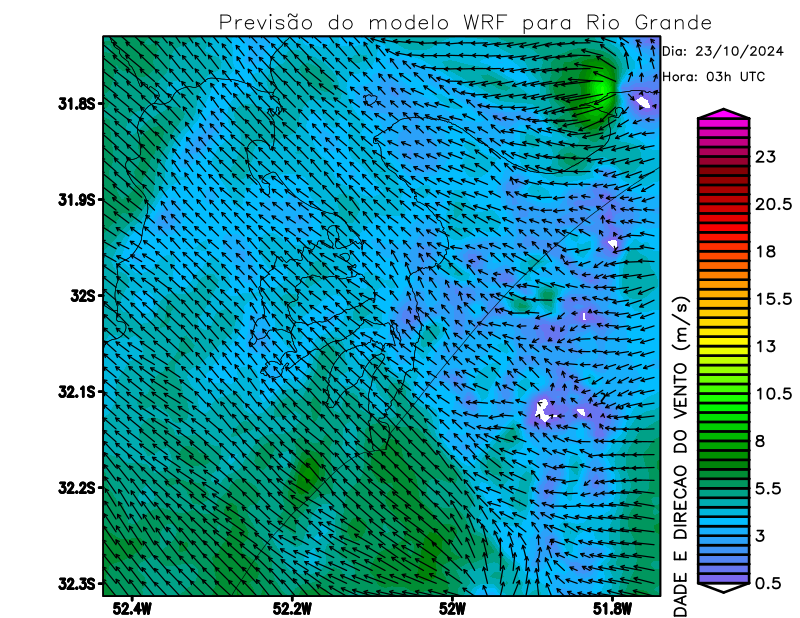 Previsão do modelo WRF para Rio Grande
Dia: 23/10/2024
Hora: 03h UTC
31.8S
31.9S
32S
32.1S
32.2S
32.3S
52.4W
52.2W
52W
51.8W
23
20.5
18
15.5
13
10.5
8
5.5
3
0.5
DADE E DIRECAO DO VENTO (m/s)